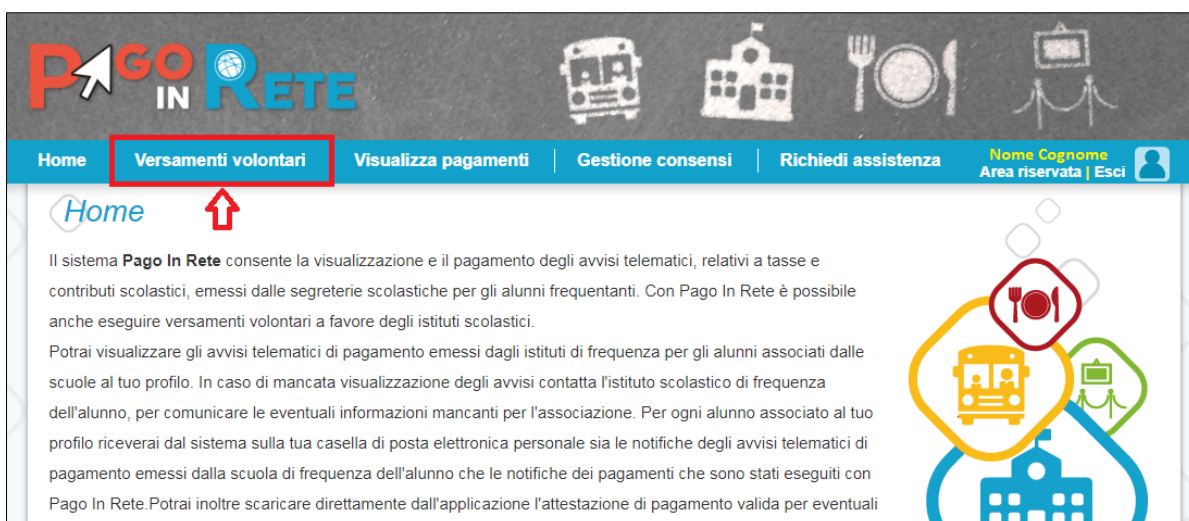 PAGO
IN RETE
Home Versamenti volontari Visualizza pagamenti Gestione consensi Richiedi assistenza Nome Cognome
Area riservata | Esci
Home
Il sistema Pago In Rete consente la visualizzazione e il pagamento degli avvisi telematici, relativi a tasse e
contributi scolastici, emessi dalle segreterie scolastiche per gli alunni frequentanti. Con Pago In Rete è possibile
anche eseguire versamenti volontari a favore degli istituti scolastici.
Potrai visualizzare gli avvisi telematici di pagamento emessi dagli istituti di frequenza per gli alunni associati dalle
scuole al tuo profilo. In caso di mancata visualizzazione degli avvisi contatta l'istituto scolastico di frequenza
dell'alunno, per comunicare le eventuali informazioni mancanti per l'associazione. Per ogni alunno associato al tuo
profilo riceverai dal sistema sulla tua casella di posta elettronica personale sia le notifiche degli avvisi telematici di
pagamento emessi dalla scuola di frequenza dell'alunno che le notifiche dei pagamenti che sono stati eseguiti con
Pago In Rete.Potrai inoltre scaricare direttamente dall'applicazione l'attestazione di pagamento valida per eventuali